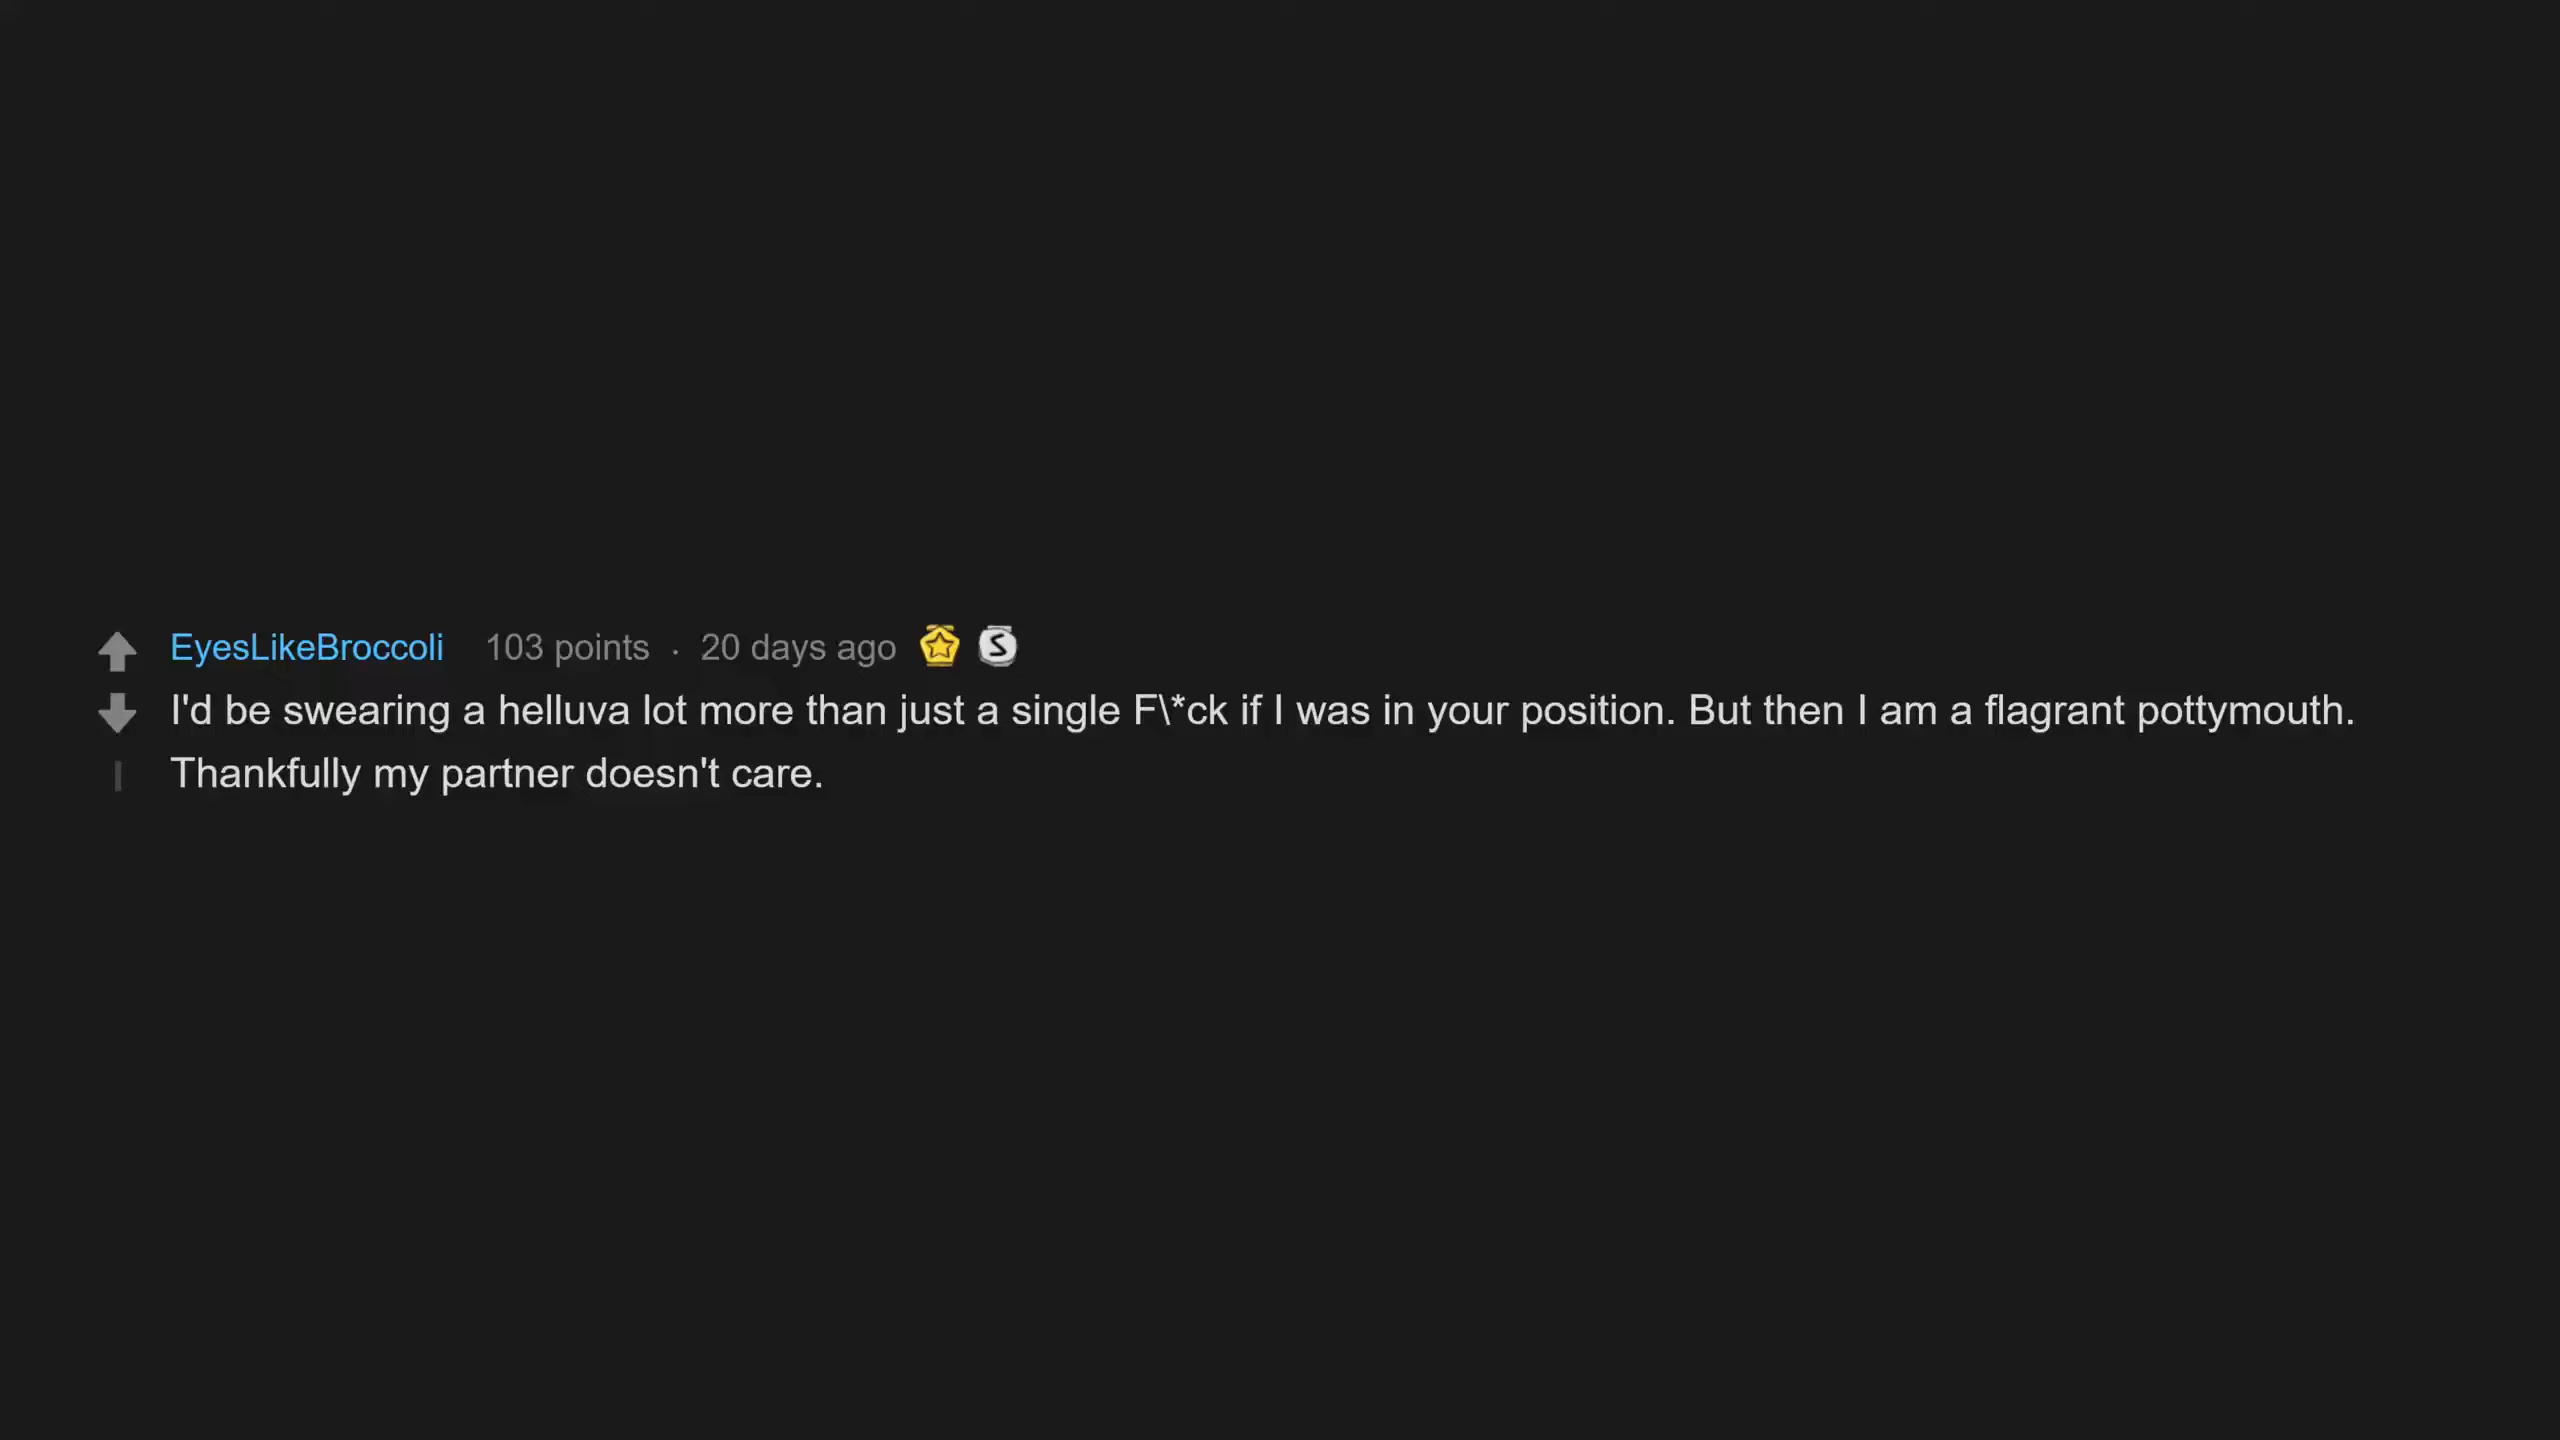 EyesLikeBroccoli 103 points · 20 days ago
I'd be swearing a helluva lot more than just a single F\*ck if I was in your position. But then I am a flagrant pottymouth.
Thankfully my partner doesn't care.